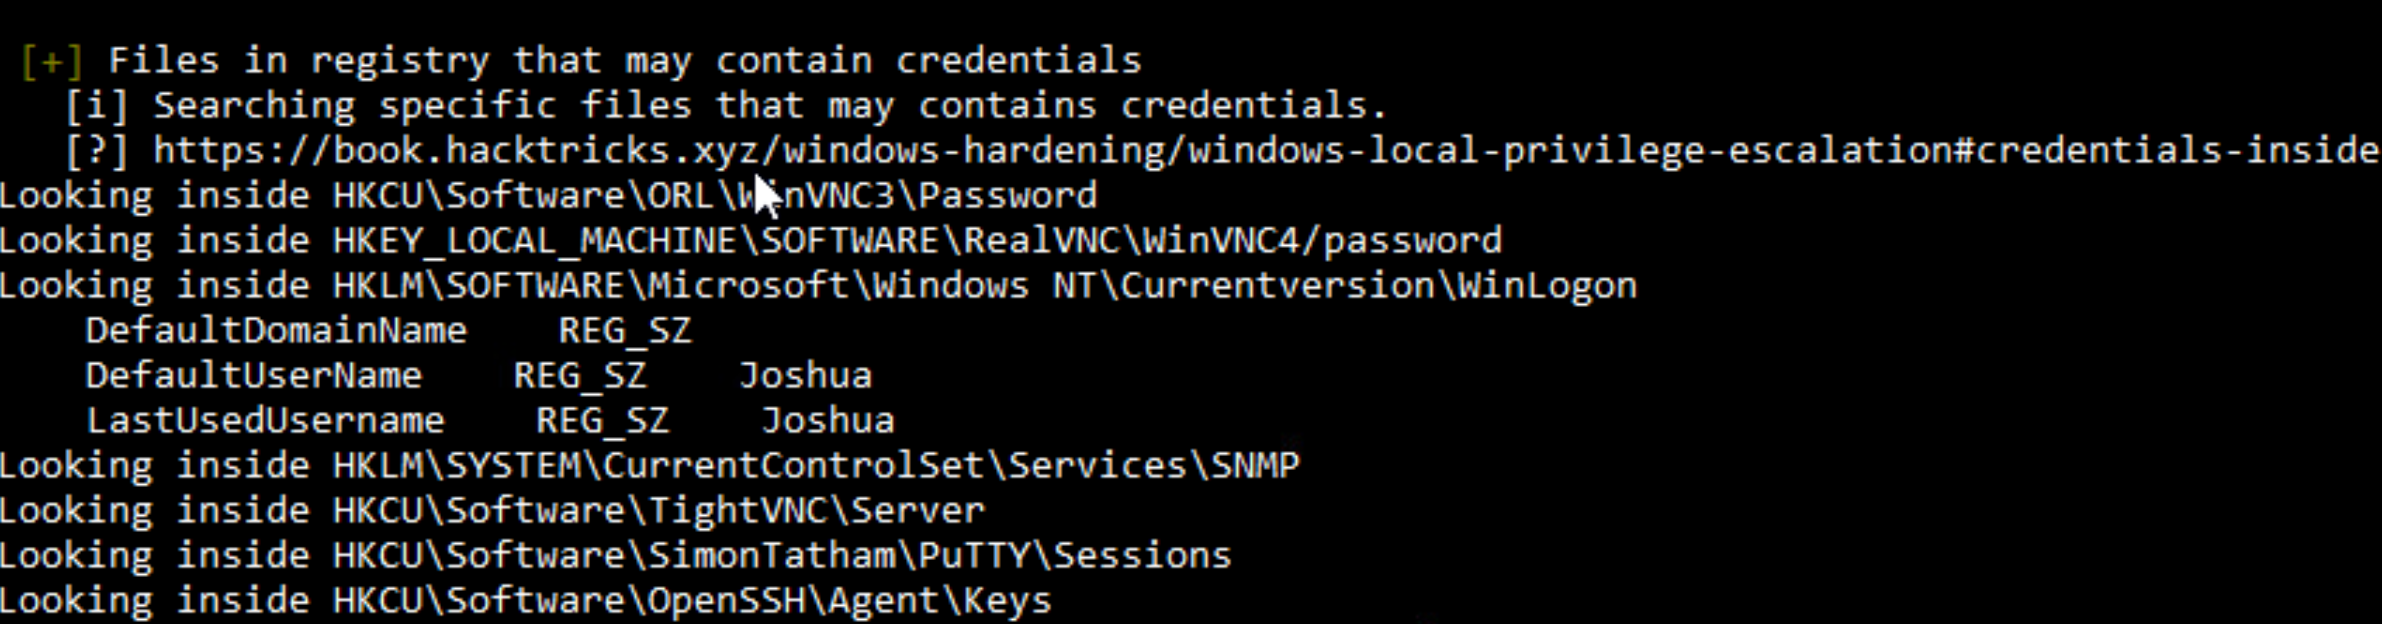 [+] Files in registry that may contain credentials
[i] Searching specific files that may contains credentials.
[?] https://book.hacktricks.xyz/windows-hardening/windows-local-privilege-escalation#credentials-inside
Looking inside HKCU\Software\ORL\WinVNC3\Password
Looking inside HKEY_LOCAL_MACHINE\SOFTWARE\RealVNC\WinVNC4/password
Looking inside HKLM\SOFTWARE\Microsoft\Windows NT\Currentversion\WinLogon
DefaultDomainName    REG_SZ
DefaultUserName    REG_SZ    Joshua
LastUsedUsername    REG_SZ    Joshua
Looking inside HKLM\SYSTEM\CurrentControlSet\Services\SNMP
Looking inside HKCU\Software\TightVNC\Server
Looking inside HKCU\Software\SimonTatham\PuTTY\Sessions
Looking inside HKCU\Software\OpenSSH\Agent\Keys